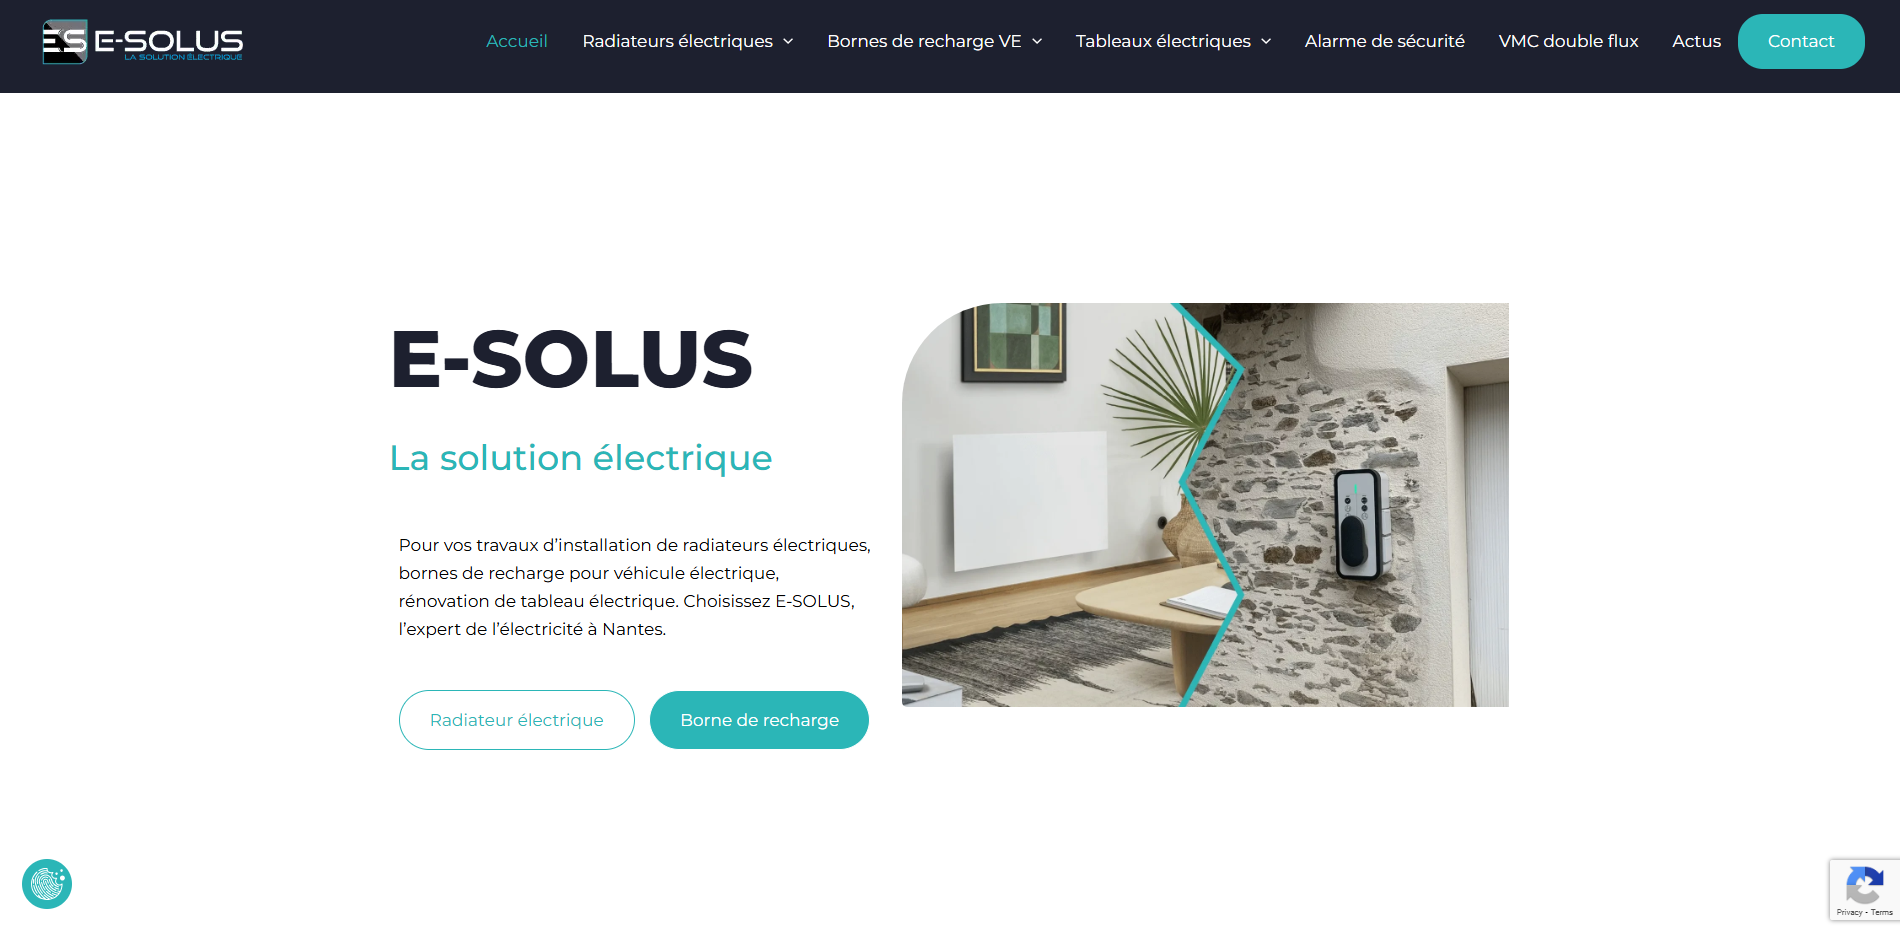 ES E-SOLUS
LA SOLUTION ÉLECTRIQUE
Accueil
Radiateurs électriques
Bornes de recharge VE
Tableaux électriques
Alarme de sécurité
VMC double flux
Actus
Contact
E-SOLUS
La solution électrique
Pour vos travaux d’installation de radiateurs électriques,
bornes de recharge pour véhicule électrique,
rénovation de tableau électrique. Choisissez E-SOLUS,
l’expert de l’électricité à Nantes.
Radiateur électrique
Borne de recharge
Privacy - Terms